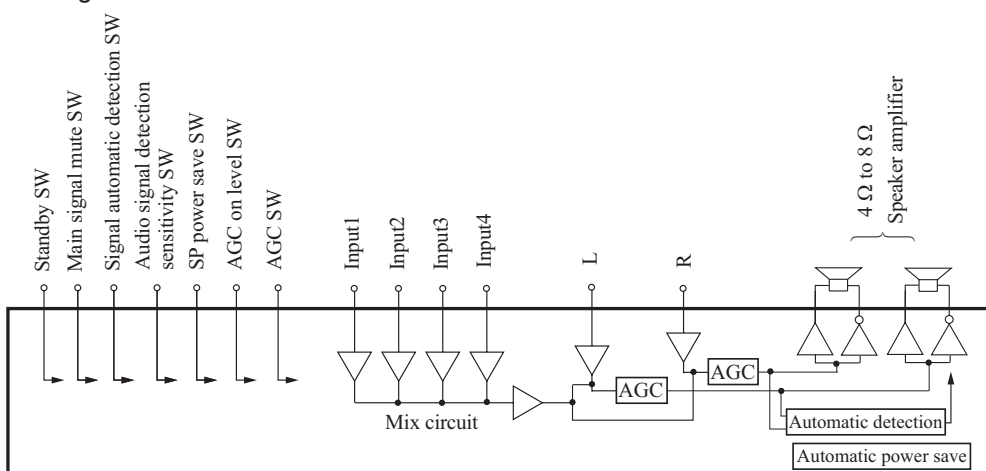 Standby SW
Main signal mute SW
Signal automatic detection SW
Audio signal detection
sensitivity SW
SP power save SW
AGC on level SW
AGC SW
Input1
Input2
Input3
Input4
L
R
4 Ω to 8 Ω
Speaker amplifier
AGC
AGC
Mix circuit
Automatic detection
Automatic power save